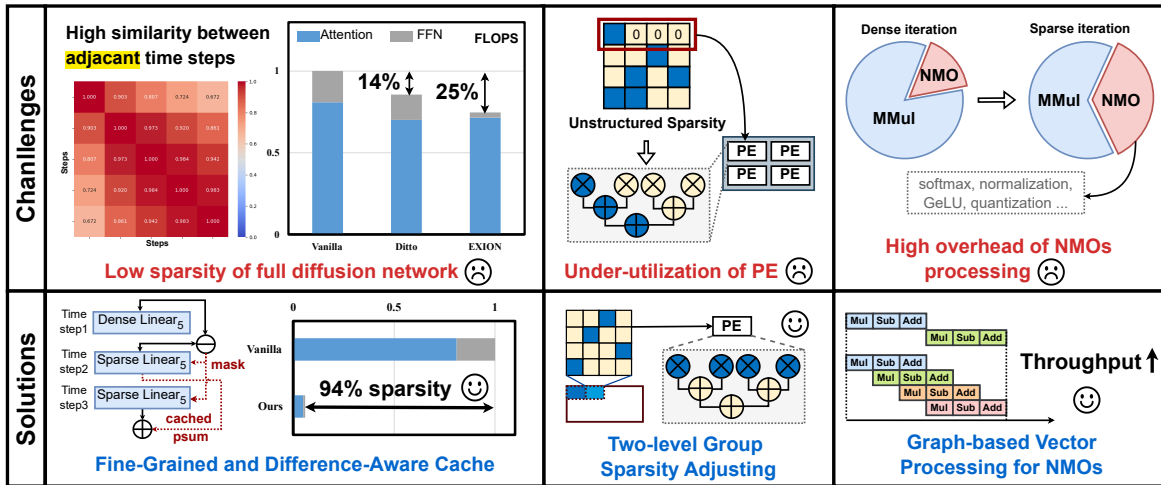 Channlenges
High similarity between
adjacant time steps
1.000 0.903 0.807 0.724 0.672
0.903 1.000 0.973 0.920 0.861
0.807 0.973 1.000 0.984 0.942
0.724 0.920 0.984 1.000 0.983
0.672 0.861 0.942 0.983 1.000
Steps
Steps
1.0
0.8
0.6
0.4
0.2
0.0
Attention FFN
FLOPS
1
0.5
0
14%
25%
Vanilla Ditto EXION
Low sparsity of full diffusion network
0 0 0
Unstructured Sparsity
PE PE
PE PE
Under-utilization of PE
Dense iteration
Sparse iteration
NMO
MMul
MMul
NMO
softmax, normalization,
GeLU, quantization ...
High overhead of NMOs
processing
Solutions
Time
step1
Dense Linear5
Time
step2
Sparse Linear5
mask
Time
step3
Sparse Linear5
cached
psum
0 0.5 1
Vanilla
94% sparsity
Ours
Fine-Grained and Difference-Aware Cache
PE
Two-level Group
Sparsity Adjusting
Mul Sub Add
Mul Sub Add
Mul Sub Add
Mul Sub Add
Mul Sub Add
Mul Sub Add
Throughput
Graph-based Vector
Processing for NMOs